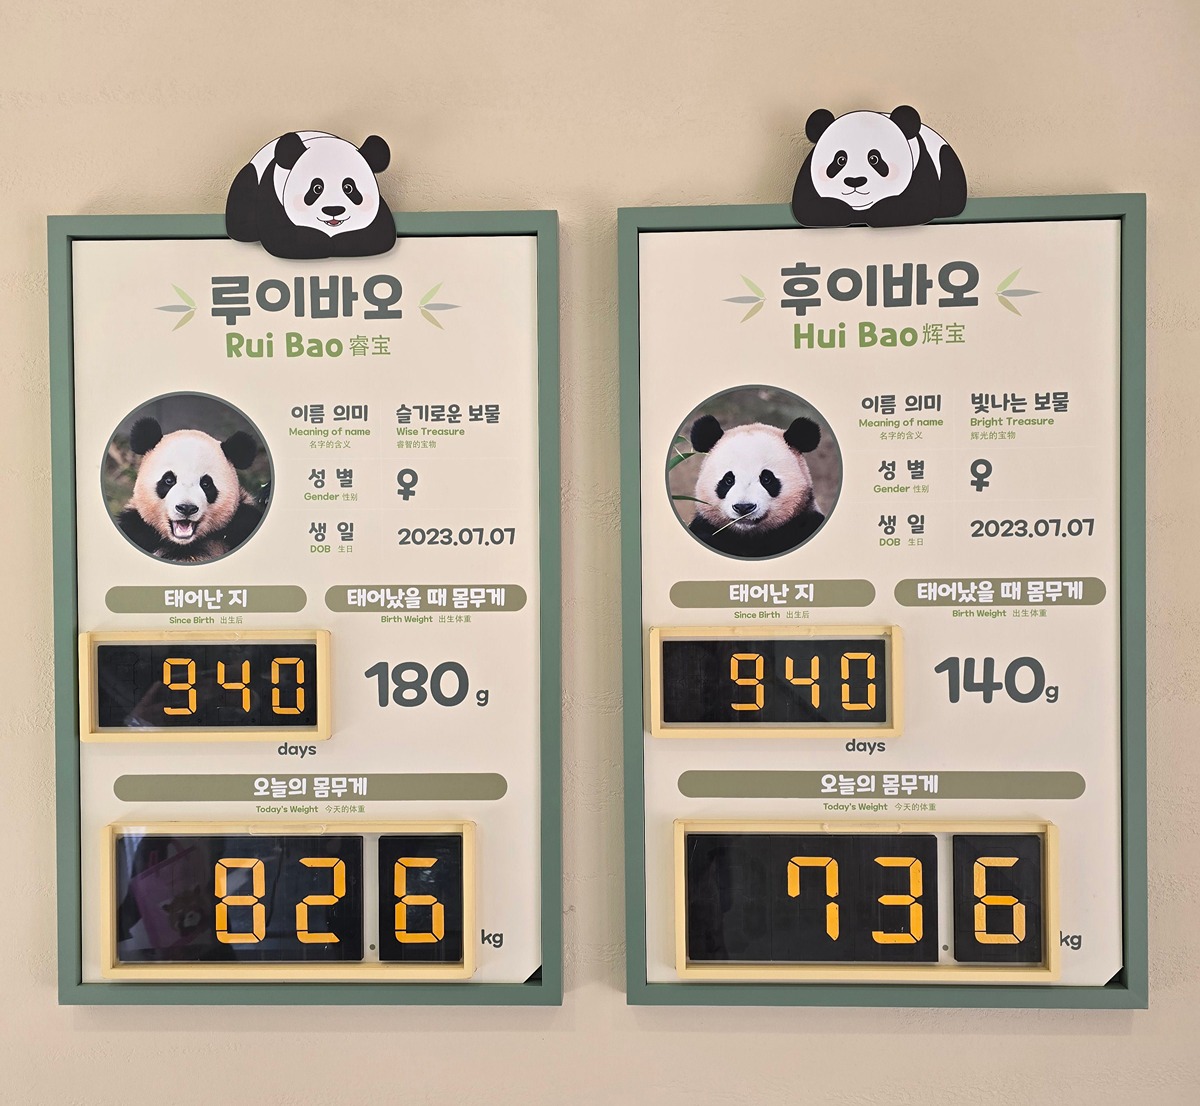 루이바오
Rui Bao 睿宝
이름 의미 슬기로운 보물
Meaning of name Wise Treasure
名字的含义 睿智的宝物
성 별 ♀
Gender 性别
생 일 2023.07.07
DOB 生日
태어난 지 태어났을 때 몸무게
Since Birth 出生后 Birth Weight 出生体重
940 180 g
days
오늘의 몸무게
Today's Weight 今天的体重
82.6 kg
후이바오
Hui Bao 辉宝
이름 의미 빛나는 보물
Meaning of name Bright Treasure
名字的含义 辉光的宝物
성 별 ♀
Gender 性别
생 일 2023.07.07
DOB 生日
태어난 지 태어났을 때 몸무게
Since Birth 出生后 Birth Weight 出生体重
940 140g
days
오늘의 몸무게
Today's Weight 今天的体重
73.6 kg